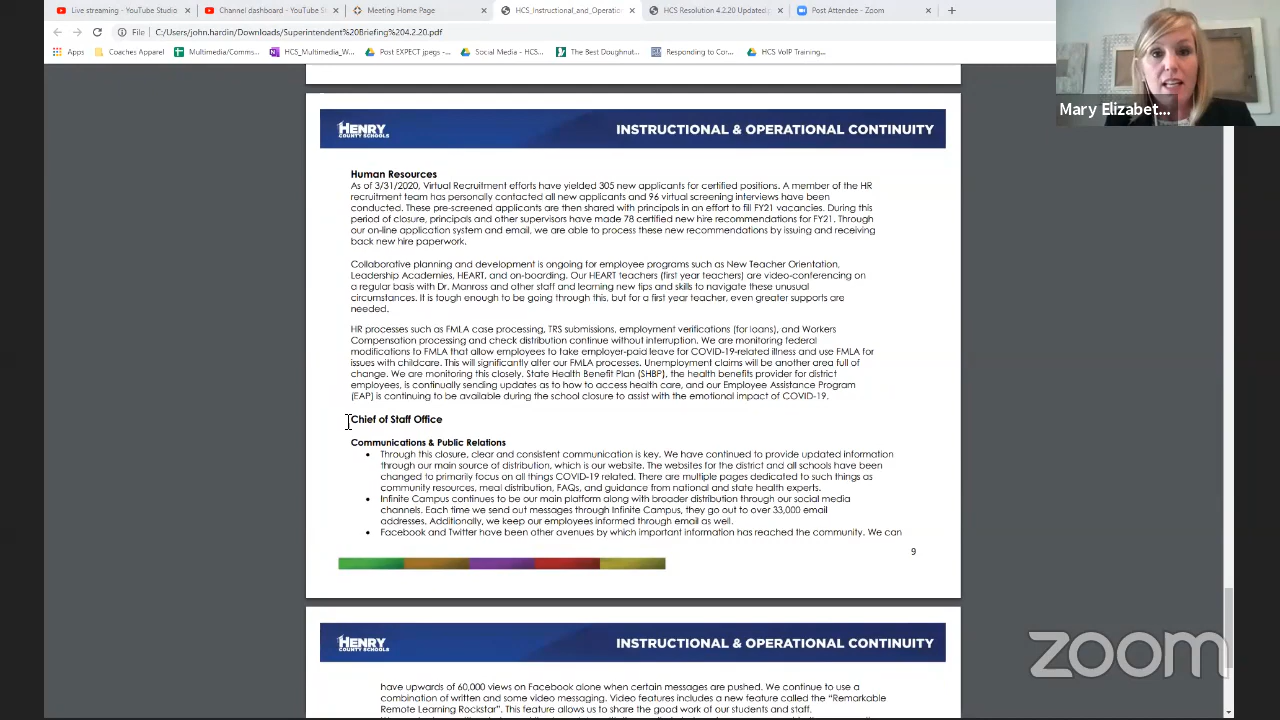 Live streaming - YouTube Studio
Channel dashboard - YouTube S
Meeting Home Page
HCS_Instructional_and_Operatio
HCS Resolution 4.2.20 Updated
Post Attendee - Zoom
File | C:/Users/john.hardin/Downloads/Superintendent%20Briefing%204.2.20.pdf
Apps
Coaches Apparel
Multimedia/Comms...
HCS_Multimedia_W...
Post EXPECT jpegs -...
Social Media - HCS...
The Best Doughnut...
Responding to Cor...
HCS VoIP Training...
Mary Elizabet...
HENRY
COUNTY SCHOOLS
INSTRUCTIONAL & OPERATIONAL CONTINUITY
Human Resources
As of 3/31/2020, Virtual Recruitment efforts have yielded 305 new applicants for certified positions. A member of the HR
recruitment team has personally contacted all new applicants and 96 virtual screening interviews have been
conducted. These pre-screened applicants are then shared with principals in an effort to fill FY21 vacancies. During this
period of closure, principals and other supervisors have made 78 certified new hire recommendations for FY21. Through
our on-line application system and email, we are able to process these new recommendations by issuing and receiving
back new hire paperwork.
Collaborative planning and development is ongoing for employee programs such as New Teacher Orientation,
Leadership Academies, HEART, and on-boarding. Our HEART teachers (first year teachers) are video-conferencing on
a regular basis with Dr. Manross and other staff and learning new tips and skills to navigate these unusual
circumstances. It is tough enough to be going through this, but for a first year teacher, even greater supports are
needed.
HR processes such as FMLA case processing, TRS submissions, employment verifications (for loans), and Workers
Compensation processing and check distribution continue without interruption. We are monitoring federal
modifications to FMLA that allow employees to take employer-paid leave for COVID-19-related illness and use FMLA for
issues with childcare. This will significantly alter our FMLA processes. Unemployment claims will be another area full of
change. We are monitoring this closely. State Health Benefit Plan (SHBP), the health benefits provider for district
employees, is continually sending updates as to how to access health care, and our Employee Assistance Program
(EAP) is continuing to be available during the school closure to assist with the emotional impact of COVID-19.
Chief of Staff Office
Communications & Public Relations
• Through this closure, clear and consistent communication is key. We have continued to provide updated information
through our main source of distribution, which is our website. The websites for the district and all schools have been
changed to primarily focus on all things COVID-19 related. There are multiple pages dedicated to such things as
community resources, meal distribution, FAQs, and guidance from national and state health experts.
• Infinite Campus continues to be our main platform along with broader distribution through our social media
channels. Each time we send out messages through Infinite Campus, they go out to over 33,000 email
addresses. Additionally, we keep our employees informed through email as well.
• Facebook and Twitter have been other avenues by which important information has reached the community. We can
9
HENRY
COUNTY SCHOOLS
INSTRUCTIONAL & OPERATIONAL CONTINUITY
have upwards of 60,000 views on Facebook alone when certain messages are pushed. We continue to use a
combination of written and some video messaging. Video features includes a new feature called the "Remarkable
Remote Learning Rockstar". This feature allows us to share the good work of our students and staff.
zoom